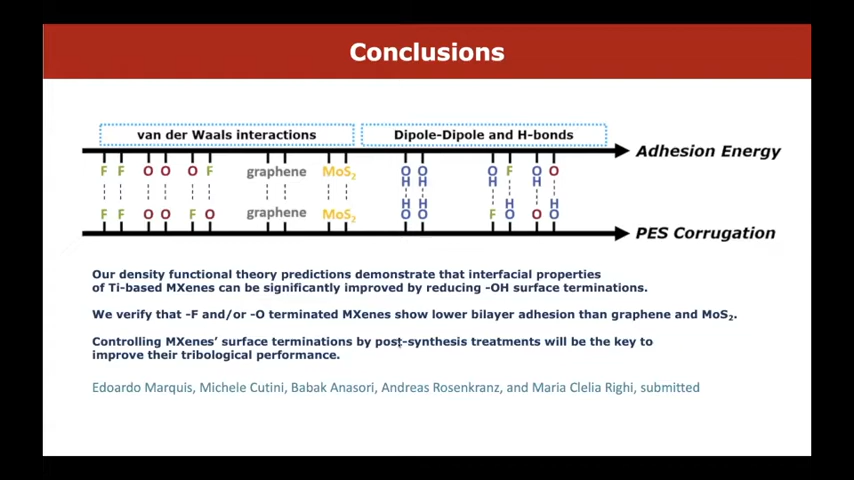 Conclusions
van der Waals interactions Dipole-Dipole and H-bonds
Adhesion Energy
F F O O O F graphene MoS₂ O O O F O O
H H H H
H H H H
F F O O F O graphene MoS₂ O O F O O O
PES Corrugation
Our density functional theory predictions demonstrate that interfacial properties
of Ti-based MXenes can be significantly improved by reducing -OH surface terminations.
We verify that -F and/or -O terminated MXenes show lower bilayer adhesion than graphene and MoS₂.
Controlling MXenes' surface terminations by post-synthesis treatments will be the key to
improve their tribological performance.
Edoardo Marquis, Michele Cutini, Babak Anasori, Andreas Rosenkranz, and Maria Clelia Righi, submitted